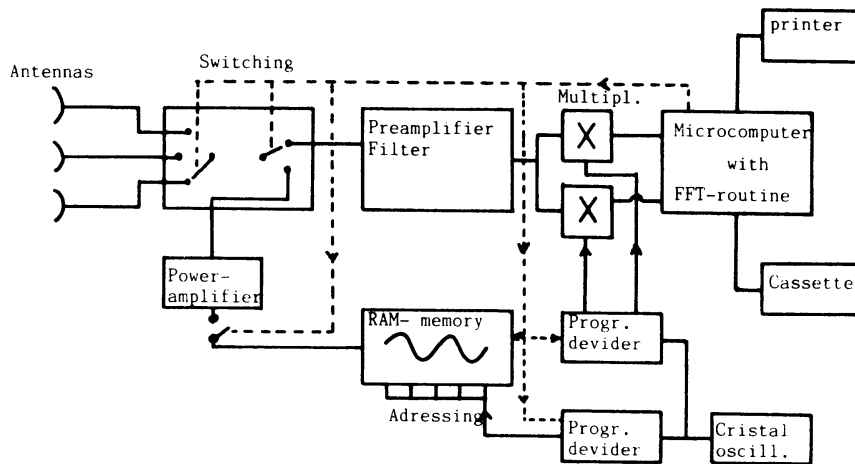 printer
Switching
Antennas
Multipl.
Preamplifier
Filter
X
Microcomputer
with
FFT-routine
X
Power-
amplifier
Cassette
RAM- memory
Progr.
devider
Adressing
Progr.
devider
Cristal
oscill.